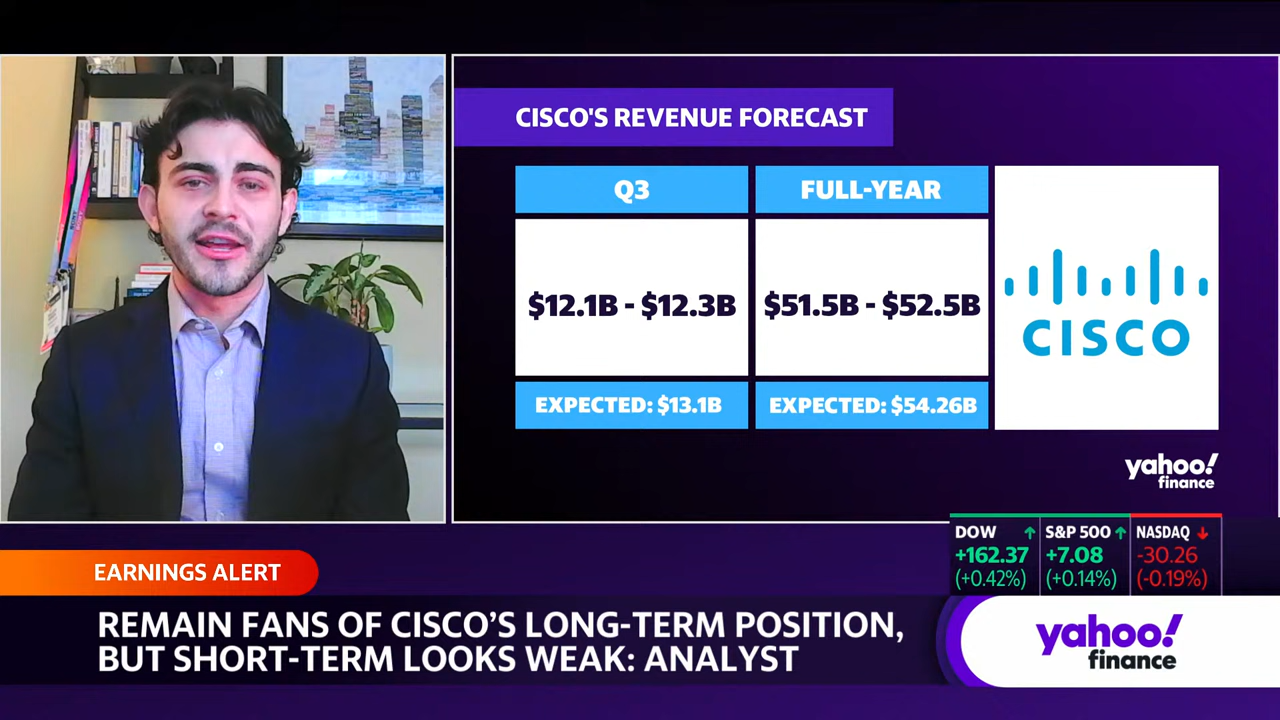 CISCO'S REVENUE FORECAST
Q3
FULL-YEAR
$12.1B - $12.3B
$51.5B - $52.5B
EXPECTED: $13.1B
EXPECTED: $54.26B
CISCO
yahoo!
finance
DOW
+162.37
(+0.42%)
S&P 500
+7.08
(+0.14%)
NASDAQ
-30.26
(-0.19%)
EARNINGS ALERT
REMAIN FANS OF CISCO’S LONG-TERM POSITION,
BUT SHORT-TERM LOOKS WEAK: ANALYST
yahoo!
finance